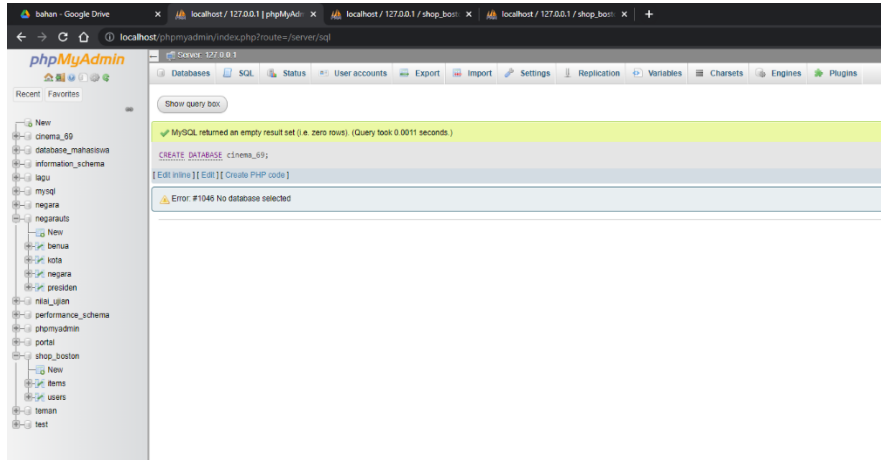 bahan - Google Drive
localhost / 127.0.0.1 | phpMyAdn
localhost / 127.0.0.1 / shop_bost
localhost / 127.0.0.1 / shop_bost
localhost/phpmyadmin/index.php?route=/server/sql
phpMyAdmin
Recent Favorites
New
cinema_69
database_mahasiswa
information_schema
lagu
mysql
negara
negarauts
New
benua
kota
negara
presiden
nilai_ujian
performance_schema
phpmyadmin
portal
shop_boston
New
items
users
teman
test
Server: 127.0.0.1
Databases SQL Status User accounts Export Import Settings Replication Variables Charsets Engines Plugins
Show query box
MySQL returned an empty result set (i.e. zero rows). (Query took 0.0011 seconds.)
CREATE DATABASE cinema_69;
[ Edit inline ] [ Edit ] [ Create PHP code ]
Error: #1046 No database selected